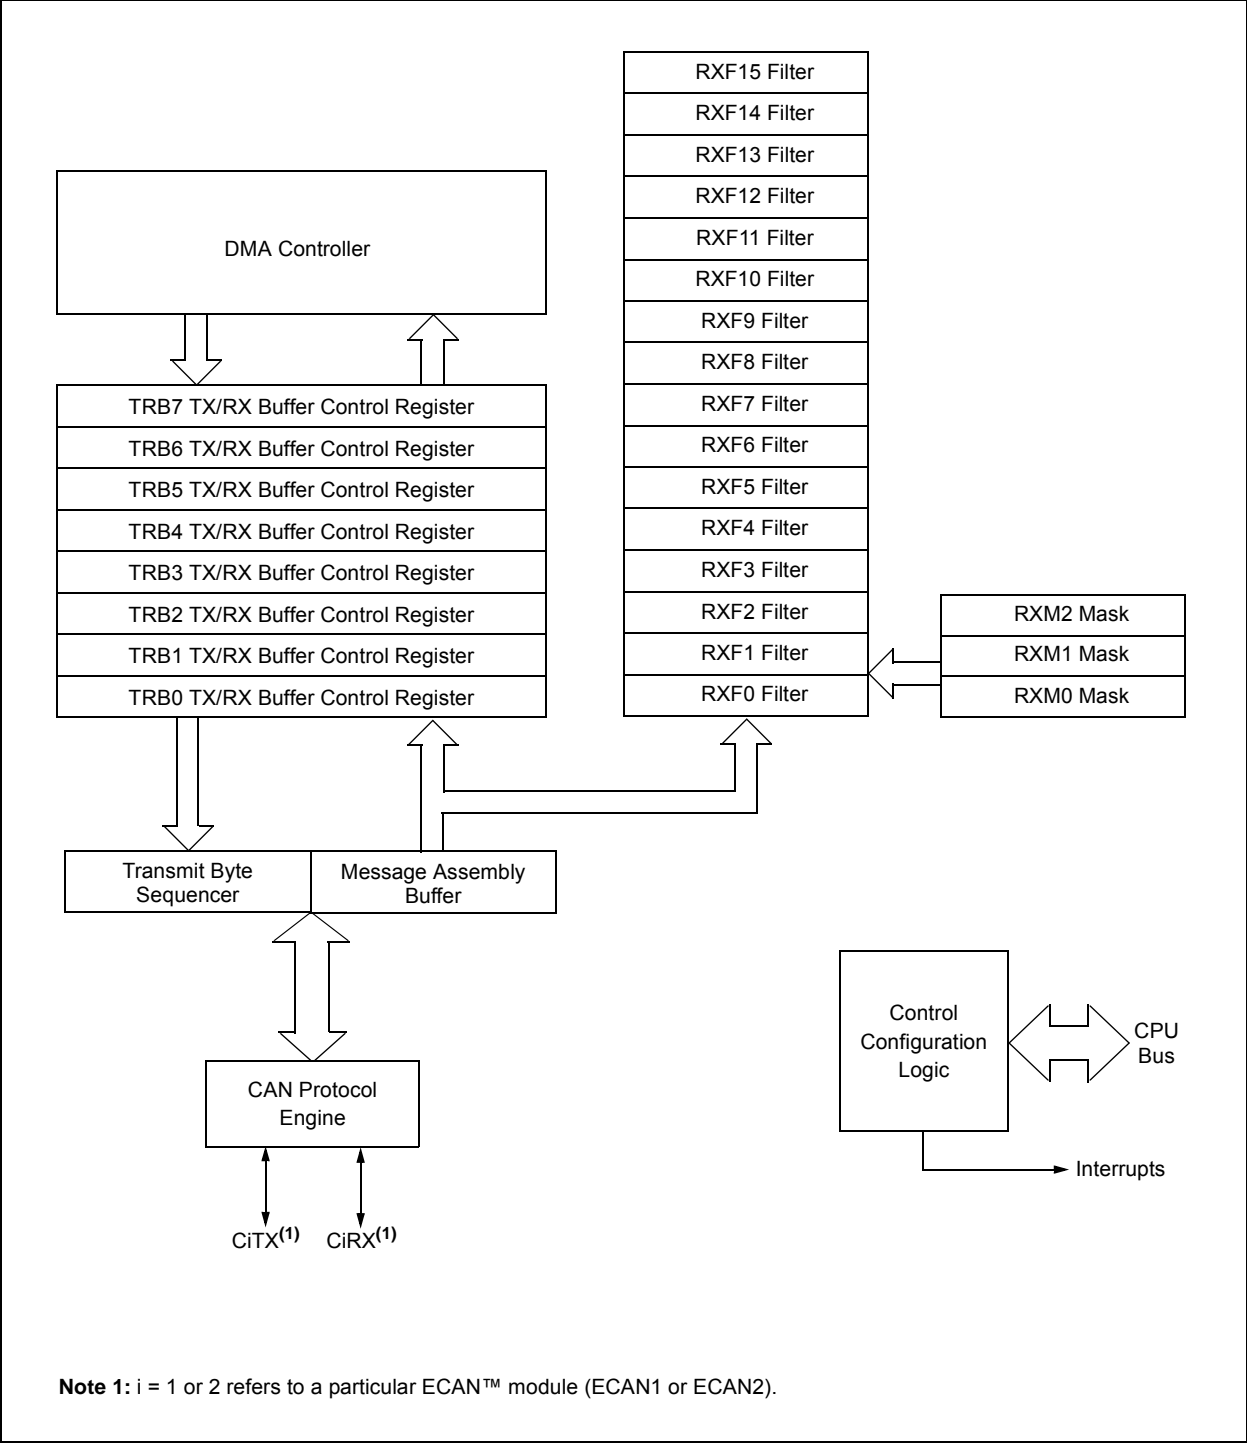 RXF15 Filter
RXF14 Filter
RXF13 Filter
RXF12 Filter
RXF11 Filter
RXF10 Filter
RXF9 Filter
RXF8 Filter
RXF7 Filter
RXF6 Filter
RXF5 Filter
RXF4 Filter
RXF3 Filter
RXF2 Filter
RXF1 Filter
RXF0 Filter
DMA Controller
TRB7 TX/RX Buffer Control Register
TRB6 TX/RX Buffer Control Register
TRB5 TX/RX Buffer Control Register
TRB4 TX/RX Buffer Control Register
TRB3 TX/RX Buffer Control Register
TRB2 TX/RX Buffer Control Register
TRB1 TX/RX Buffer Control Register
TRB0 TX/RX Buffer Control Register
RXM2 Mask
RXM1 Mask
RXM0 Mask
Transmit Byte
Sequencer
Message Assembly
Buffer
CAN Protocol
Engine
CiTX(1)
CiRX(1)
Control
Configuration
Logic
CPU
Bus
Interrupts
Note 1: i = 1 or 2 refers to a particular ECAN™ module (ECAN1 or ECAN2).